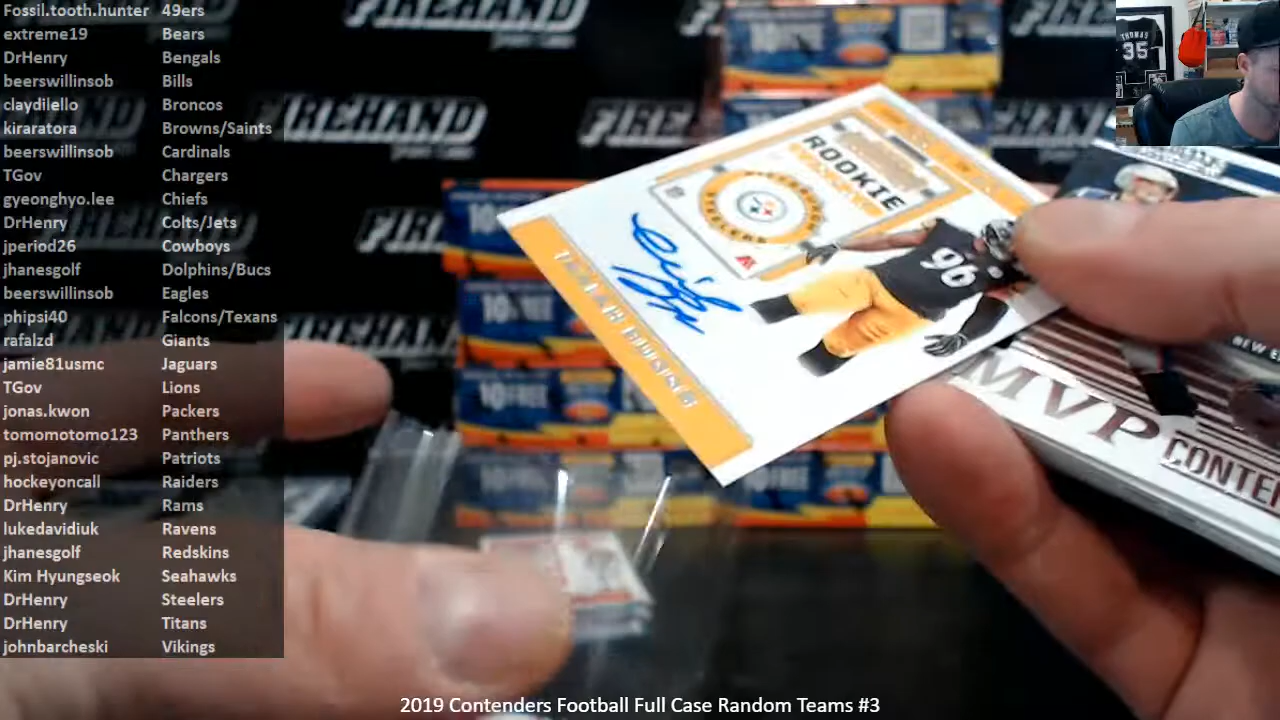 Fossil.tooth.hunter 49ers
extreme19 Bears
DrHenry Bengals
beerswillinsob Bills
claydilello Broncos
kiraratora Browns/Saints
beerswillinsob Cardinals
TGov Chargers
gyeonghyo.lee Chiefs
DrHenry Colts/Jets
jperiod26 Cowboys
jhanesgolf Dolphins/Bucs
beerswillinsob Eagles
phipsi40 Falcons/Texans
rafalzd Giants
jamie81usmc Jaguars
TGov Lions
jonas.kwon Packers
tomomotomo123 Panthers
pj.stojanovic Patriots
hockeyoncall Raiders
DrHenry Rams
lukedavidiuk Ravens
jhanesgolf Redskins
Kim Hyungseok Seahawks
DrHenry Steelers
DrHenry Titans
johnbarcheski Vikings
FIREHAND
FIREHAND
THOMAS
35
ROOKIE
STEELERS
96
MVP
NEW E
2019 Contenders Football Full Case Random Teams #3